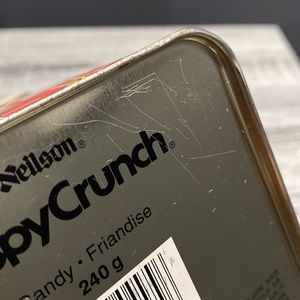 Neilson®
pyCrunch®
Candy • Friandise
240 g